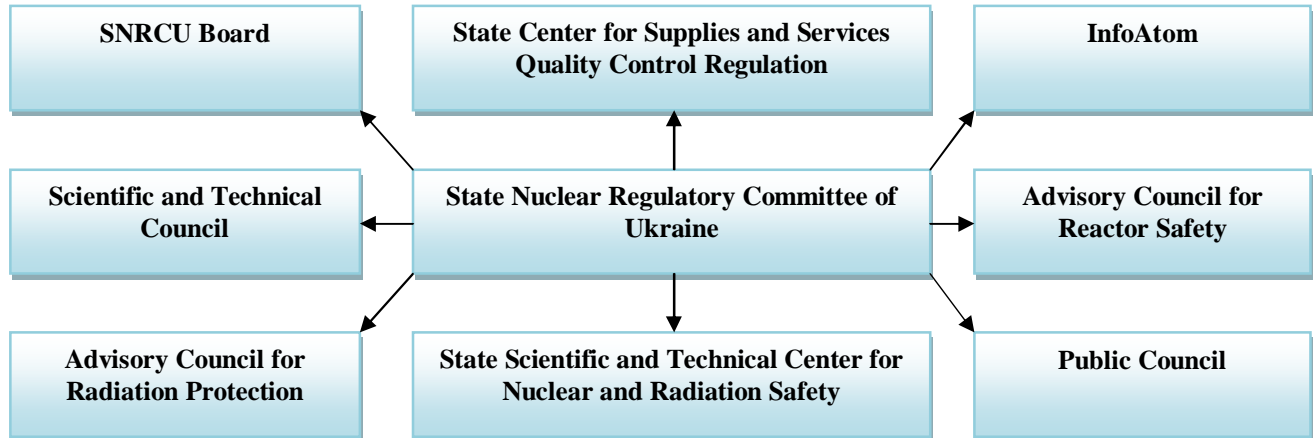 SNRCU Board
State Center for Supplies and Services
Quality Control Regulation
InfoAtom
Scientific and Technical
Council
State Nuclear Regulatory Committee of
Ukraine
Advisory Council for
Reactor Safety
Advisory Council for
Radiation Protection
State Scientific and Technical Center for
Nuclear and Radiation Safety
Public Council